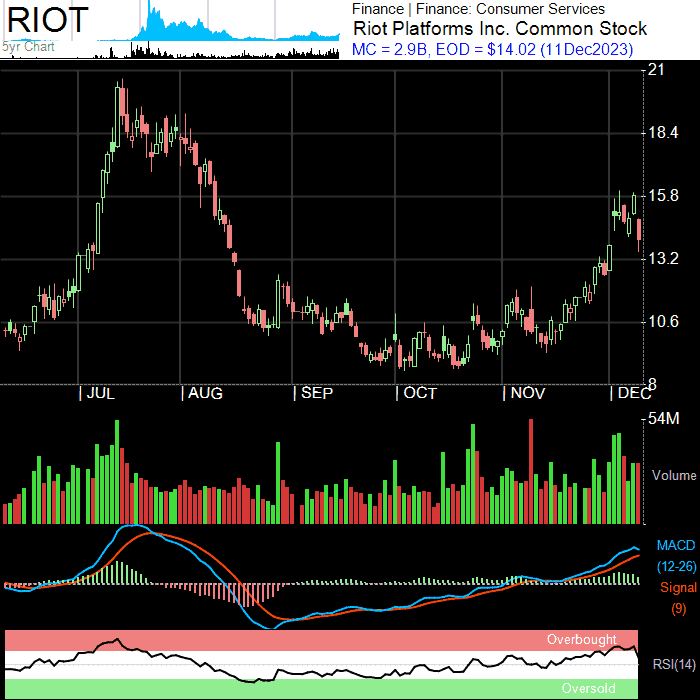 RIOT
5yr Chart
Finance | Finance: Consumer Services
Riot Platforms Inc. Common Stock
MC = 2.9B, EOD = $14.02 (11Dec2023)
21
18.4
15.8
13.2
10.6
8
| JUL | AUG | SEP | OCT | NOV | DEC
54M
Volume
MACD
(12-26)
Signal
(9)
Overbought
RSI(14)
Oversold